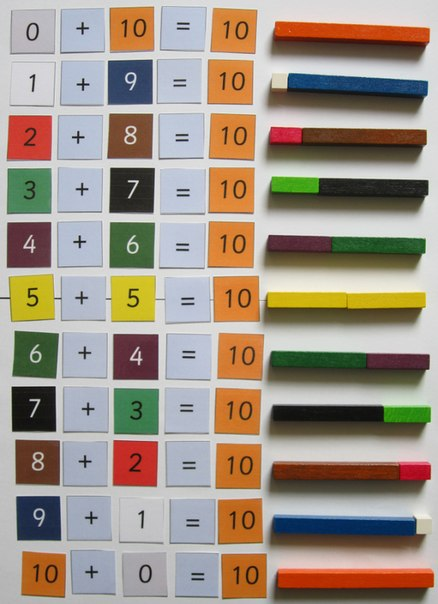 0 + 10 = 10
1 + 9 = 10
2 + 8 = 10
3 + 7 = 10
4 + 6 = 10
5 + 5 = 10
6 + 4 = 10
7 + 3 = 10
8 + 2 = 10
9 + 1 = 10
10 + 0 = 10